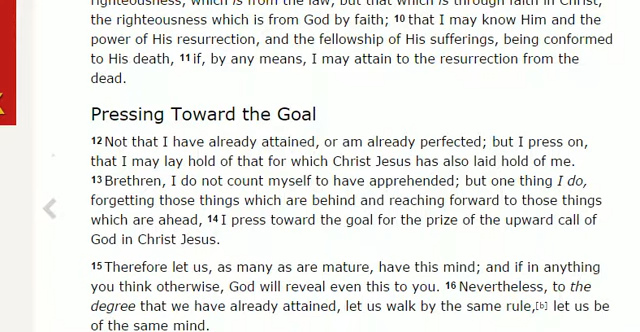 righteousness, which is from the law, but that which is through faith in Christ,
the righteousness which is from God by faith; 10 that I may know Him and the
power of His resurrection, and the fellowship of His sufferings, being conformed
to His death, 11 if, by any means, I may attain to the resurrection from the
dead.
Pressing Toward the Goal
12 Not that I have already attained, or am already perfected; but I press on,
that I may lay hold of that for which Christ Jesus has also laid hold of me.
13 Brethren, I do not count myself to have apprehended; but one thing I do,
forgetting those things which are behind and reaching forward to those things
which are ahead, 14 I press toward the goal for the prize of the upward call of
God in Christ Jesus.
15 Therefore let us, as many as are mature, have this mind; and if in anything
you think otherwise, God will reveal even this to you. 16 Nevertheless, to the
degree that we have already attained, let us walk by the same rule,[b] let us be
of the same mind.